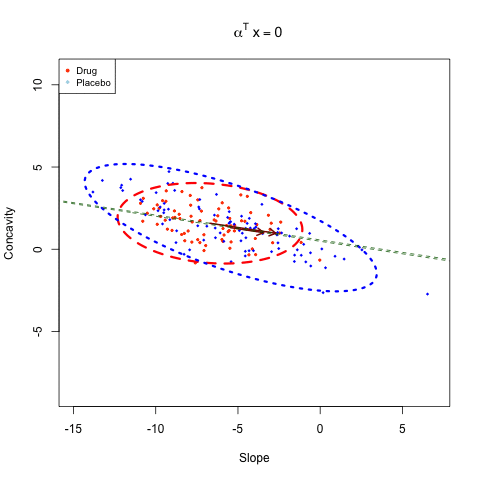 αᵀ x = 0
Drug
Placebo
10
5
0
-5
Concavity
-15
-10
-5
0
5
Slope